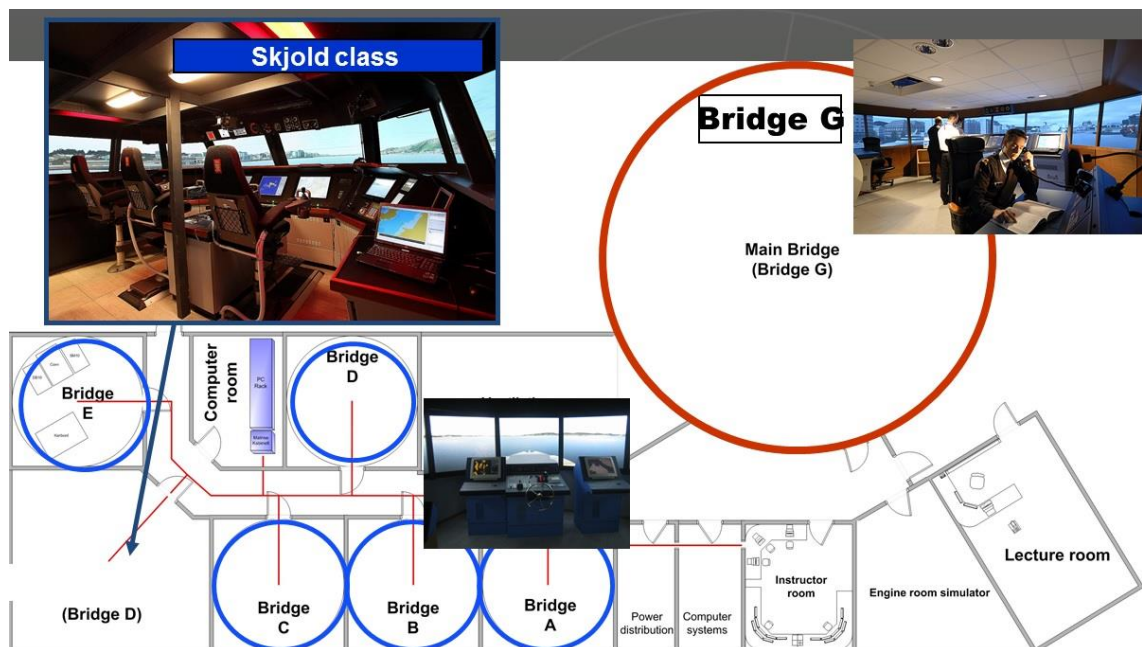 Skjold class
Bridge G
Main Bridge
(Bridge G)
Bridge
E
Computer
room
PC
Rack
Bridge
D
(Bridge D)
Bridge
C
Bridge
B
Bridge
A
Power
distribution
Computer
systems
Instructor
room
Engine room simulator
Lecture room